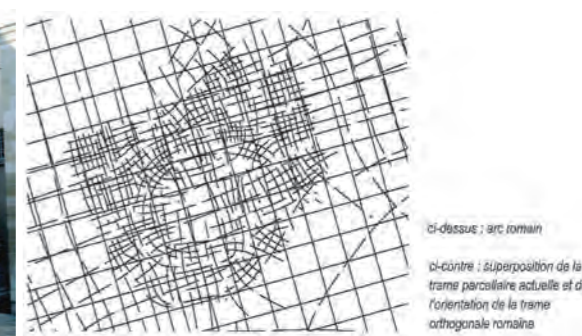 ci-dessus : arc romain
ci-contre : superposition de la
trame parcellaire actuelle et d
l'orientation de la trame
orthogonale romaine